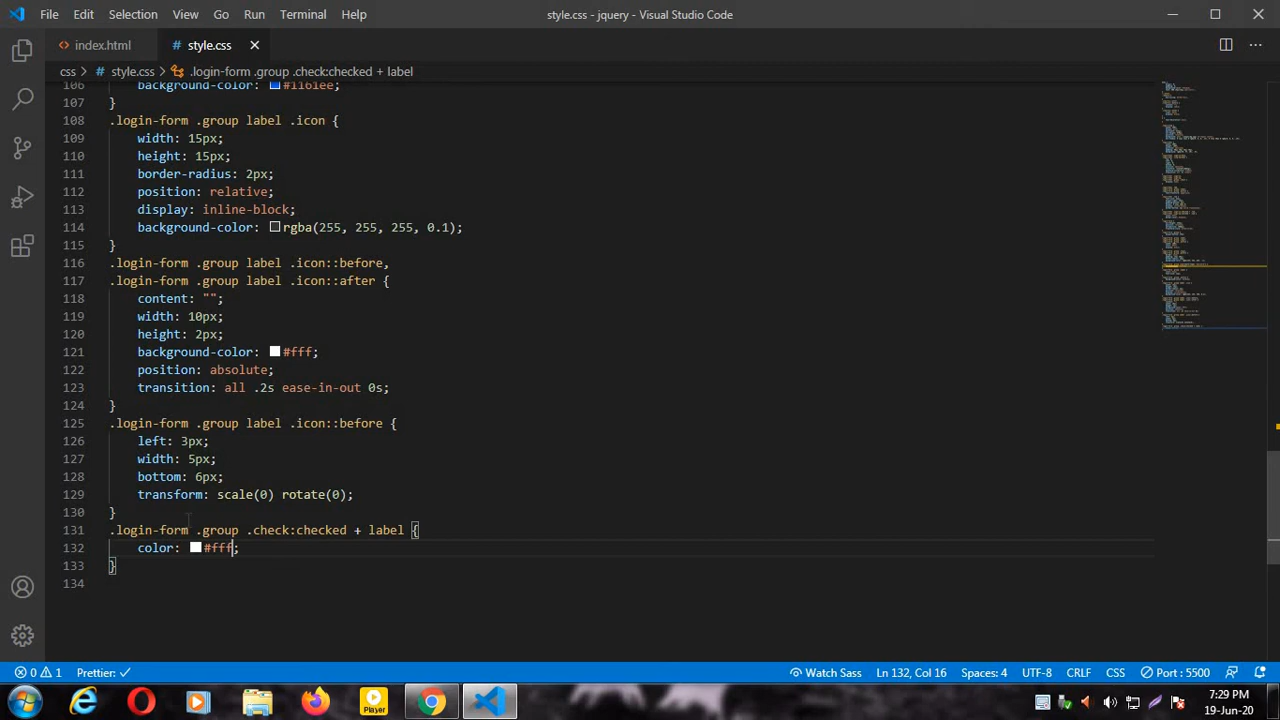 File Edit Selection View Go Run Terminal Help style.css - jquery - Visual Studio Code
index.html style.css
css > style.css > .login-form .group .check:checked + label
106 background-color: #1161ee;
107 }
108 .login-form .group label .icon {
109 width: 15px;
110 height: 15px;
111 border-radius: 2px;
112 position: relative;
113 display: inline-block;
114 background-color: rgba(255, 255, 255, 0.1);
115 }
116 .login-form .group label .icon::before,
117 .login-form .group label .icon::after {
118 content: "";
119 width: 10px;
120 height: 2px;
121 background-color: #fff;
122 position: absolute;
123 transition: all .2s ease-in-out 0s;
124 }
125 .login-form .group label .icon::before {
126 left: 3px;
127 width: 5px;
128 bottom: 6px;
129 transform: scale(0) rotate(0);
130 }
131 .login-form .group .check:checked + label {
132 color: #fff;
133 }
134
0 1 Prettier: ✓ Watch Sass Ln 132, Col 16 Spaces: 4 UTF-8 CRLF CSS Port : 5500
Player
7:29 PM
19-Jun-20